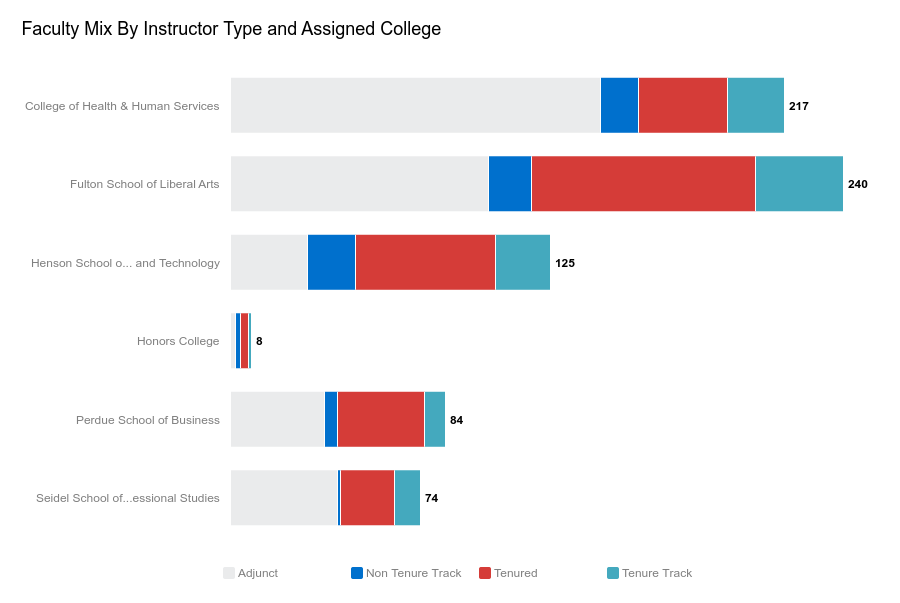 Faculty Mix By Instructor Type and Assigned College
College of Health & Human Services
217
Fulton School of Liberal Arts
240
Henson School o... and Technology
125
Honors College
8
Perdue School of Business
84
Seidel School of...essional Studies
74
Adjunct
Non Tenure Track
Tenured
Tenure Track